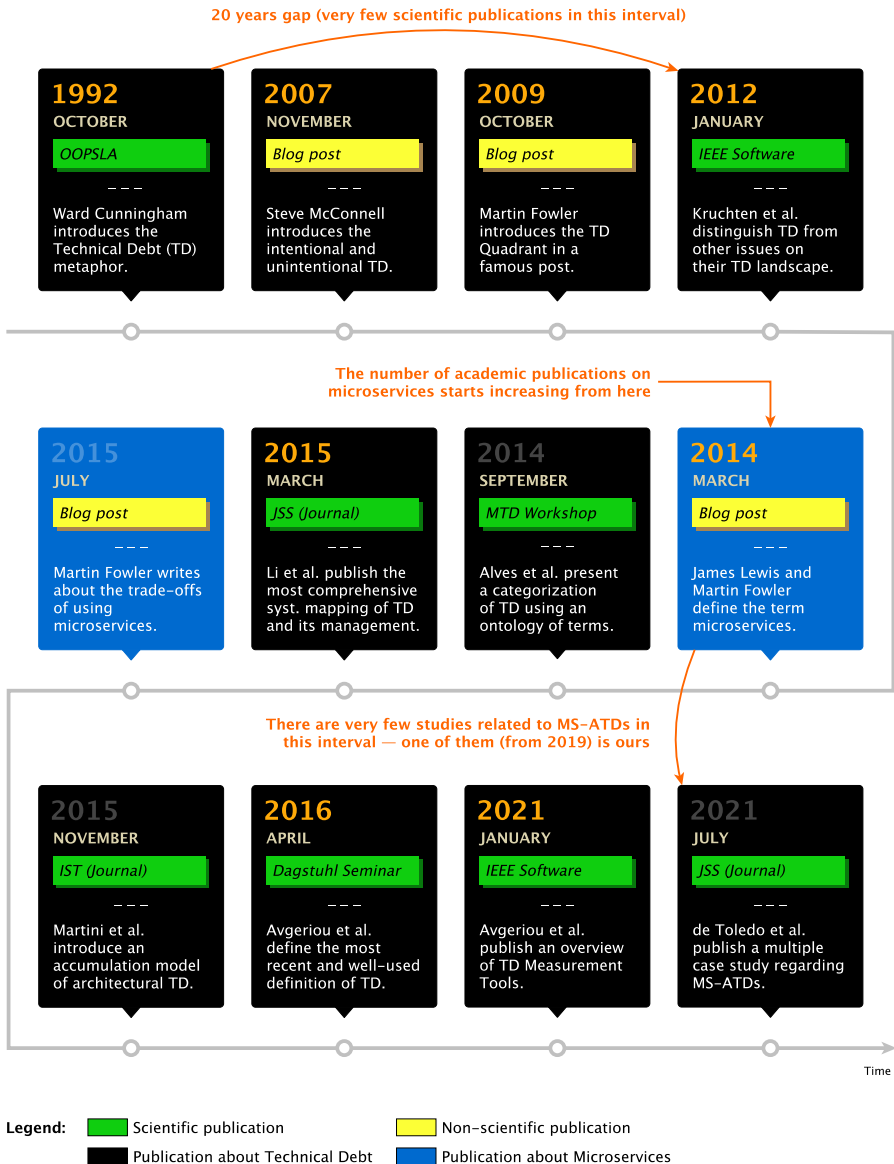 20 years gap (very few scientific publications in this interval)
1992
OCTOBER
OOPSLA
Ward Cunningham
introduces the
Technical Debt (TD)
metaphor.
2007
NOVEMBER
Blog post
Steve McConnell
introduces the
intentional and
unintentional TD.
2009
OCTOBER
Blog post
Martin Fowler
introduces the TD
Quadrant in a
famous post.
2012
JANUARY
IEEE Software
Kruchten et al.
distinguish TD from
other issues on
their TD landscape.
The number of academic publications on
microservices starts increasing from here
2015
JULY
Blog post
Martin Fowler writes
about the trade-offs
of using
microservices.
2015
MARCH
JSS (Journal)
Li et al. publish the
most comprehensive
syst. mapping of TD
and its management.
2014
SEPTEMBER
MTD Workshop
Alves et al. present
a categorization
of TD using an
ontology of terms.
2014
MARCH
Blog post
James Lewis and
Martin Fowler
define the term
microservices.
There are very few studies related to MS-ATDs in
this interval — one of them (from 2019) is ours
2015
NOVEMBER
IST (Journal)
Martini et al.
introduce an
accumulation model
of architectural TD.
2016
APRIL
Dagstuhl Seminar
Avgeriou et al.
define the most
recent and well-used
definition of TD.
2021
JANUARY
IEEE Software
Avgeriou et al.
publish an overview
of TD Measurement
Tools.
2021
JULY
JSS (Journal)
de Toledo et al.
publish a multiple
case study regarding
MS-ATDs.
Time
Legend:
Scientific publication
Non-scientific publication
Publication about Technical Debt
Publication about Microservices